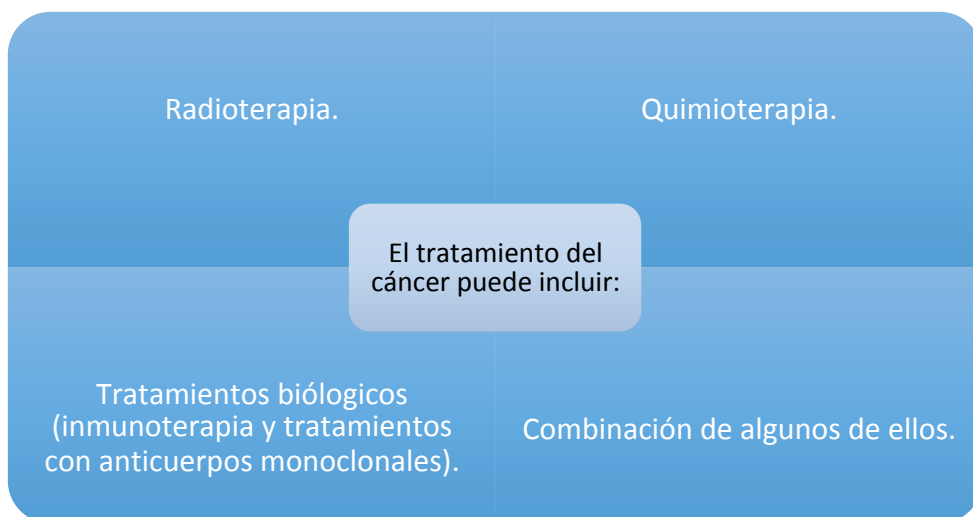 Radioterapia.
Quimioterapia.
El tratamiento del
cáncer puede incluir:
Tratamientos biólogicos
(inmunoterapia y tratamientos
con anticuerpos monoclonales).
Combinación de algunos de ellos.